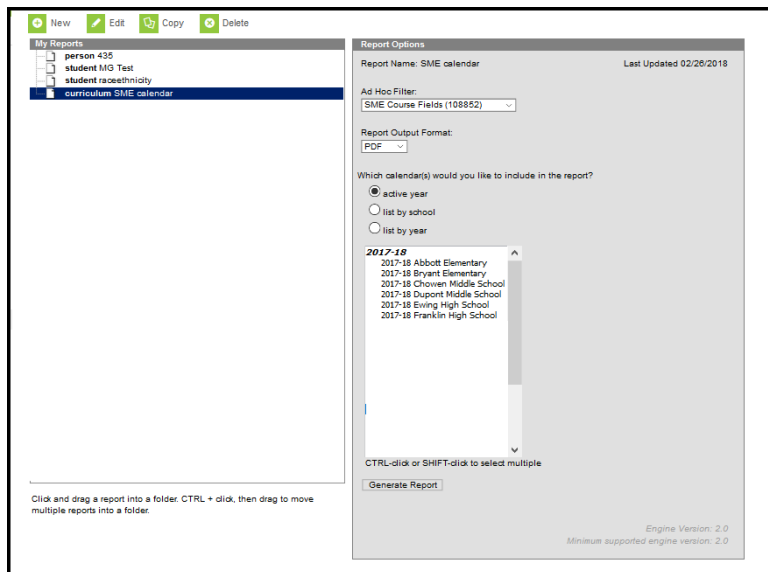 New Edit Copy Delete
My Reports
person 435
student MG Test
student raceethnicity
curriculum SME calendar
Click and drag a report into a folder. CTRL + click, then drag to move
multiple reports into a folder.
Report Options
Report Name: SME calendar Last Updated 02/26/2018
Ad Hoc Filter:
SME Course Fields (108852)
Report Output Format:
PDF
Which calendar(s) would you like to include in the report?
active year
list by school
list by year
2017-18
2017-18 Abbott Elementary
2017-18 Bryant Elementary
2017-18 Chowen Middle School
2017-18 Dupont Middle School
2017-18 Ewing High School
2017-18 Franklin High School
CTRL-click or SHIFT-click to select multiple
Generate Report
Engine Version: 2.0
Minimum supported engine version: 2.0